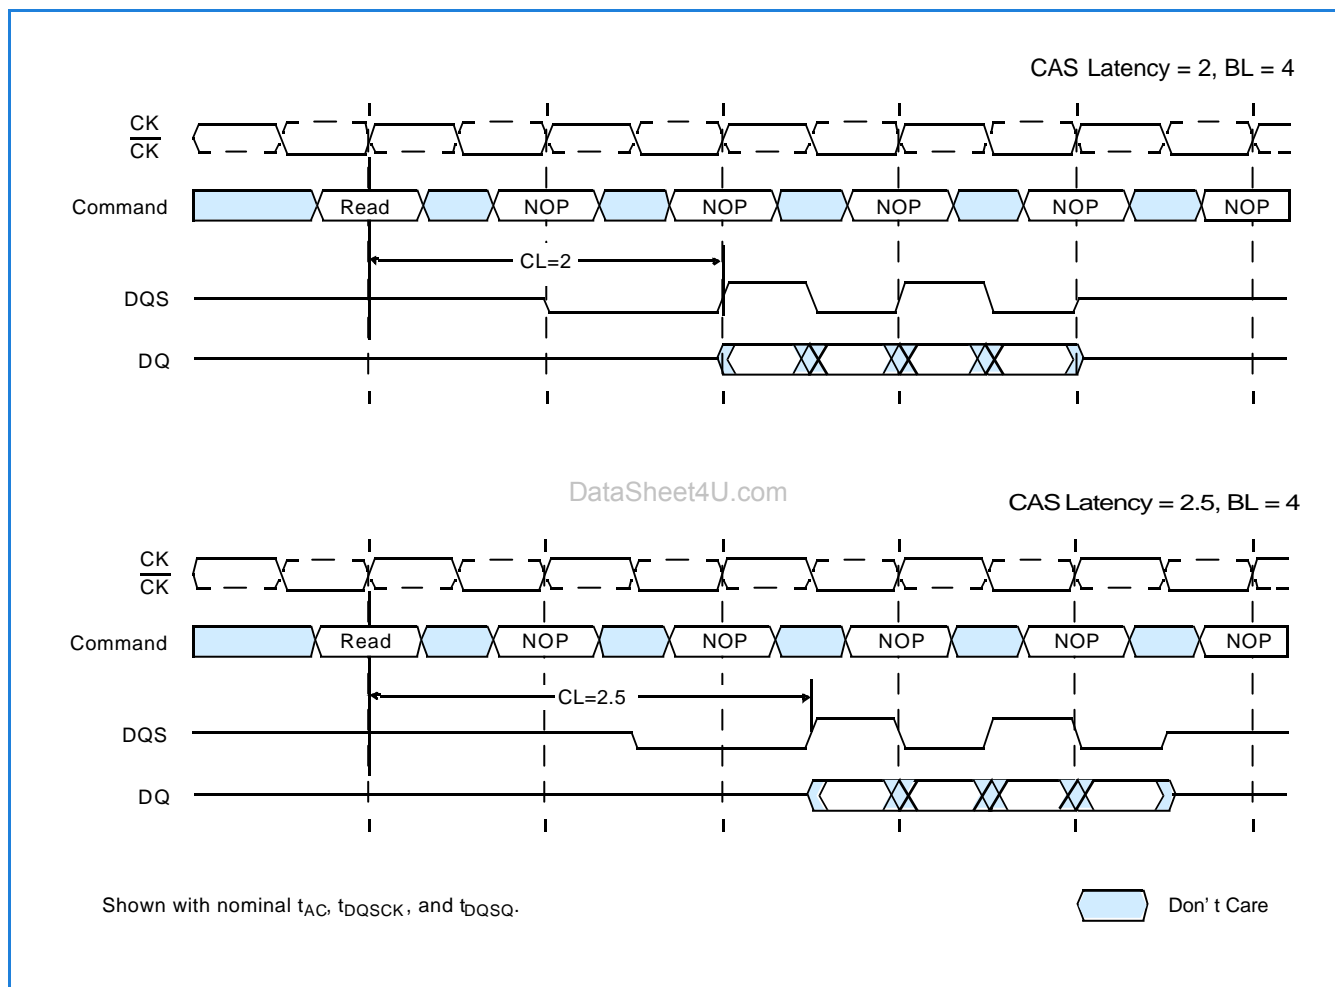 CAS Latency = 2, BL = 4
CK
CK
Command
Read NOP NOP NOP NOP NOP
CL=2
DQS
DQ
DataSheet4U.com
CAS Latency = 2.5, BL = 4
CK
CK
Command
Read NOP NOP NOP NOP NOP
CL=2.5
DQS
DQ
Shown with nominal tAC, tDQSCK, and tDQSQ.
Don' t Care